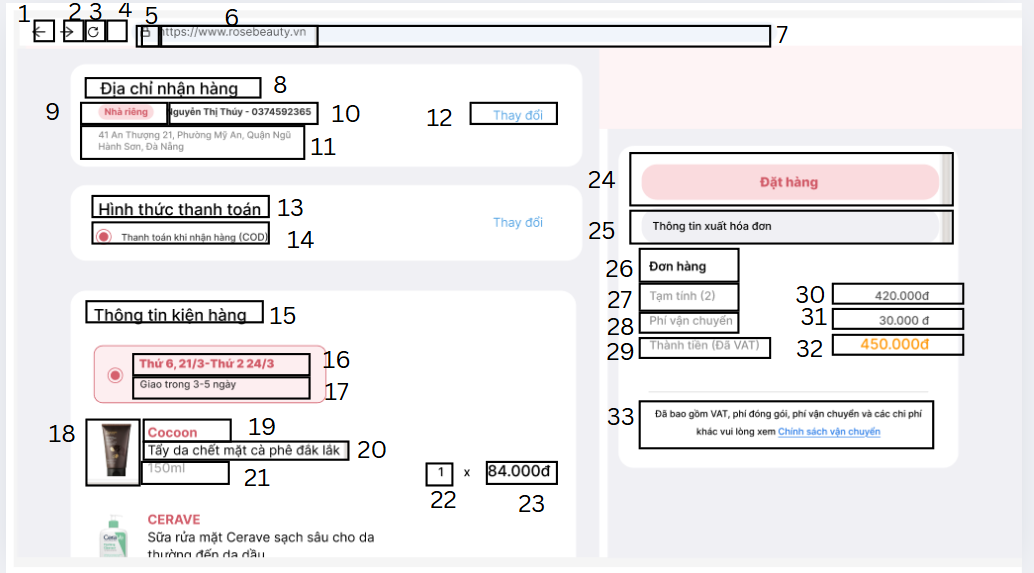 1
2
3
4
5
6
https://www.rosebeauty.vn
7
Địa chỉ nhận hàng
8
9
Nhà riêng
Nguyễn Thị Thúy - 0374592365
10
12
Thay đổi
41 An Thượng 21, Phường Mỹ An, Quận Ngũ
Hành Sơn, Đà Nẵng
11
Hình thức thanh toán
13
Thanh toán khi nhận hàng (COD)
14
Thay đổi
Thông tin kiện hàng
15
Thứ 6, 21/3-Thứ 2 24/3
16
Giao trong 3-5 ngày
17
18
Cocoon
19
Tẩy da chết mặt cà phê đắk lắk
20
150ml
21
1
x
84.000đ
22
23
CERAVE
Sữa rửa mặt Cerave sạch sâu cho da
thường đến da dầu
24
Đặt hàng
25
Thông tin xuất hóa đơn
26
Đơn hàng
27
Tạm tính (2)
30
420.000đ
28
Phí vận chuyển
31
30.000 đ
29
Thành tiền (Đã VAT)
32
450.000đ
33
Đã bao gồm VAT, phí đóng gói, phí vận chuyển và các chi phí
khác vui lòng xem Chính sách vận chuyển